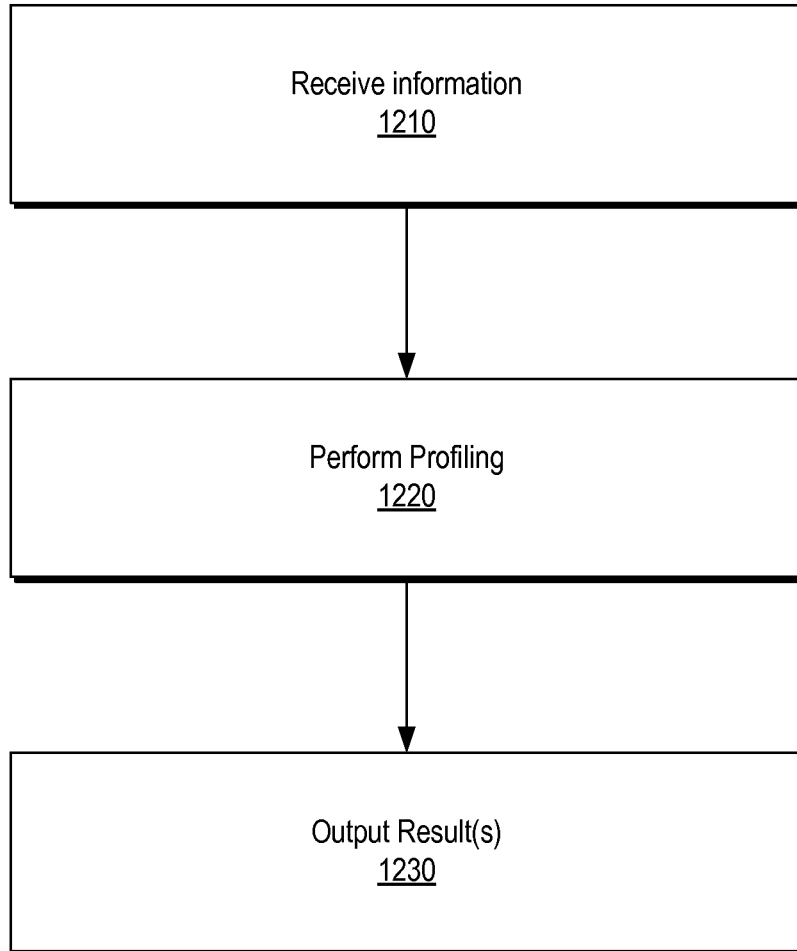 Receive information
1210
Perform Profiling
1220
Output Result(s)
1230